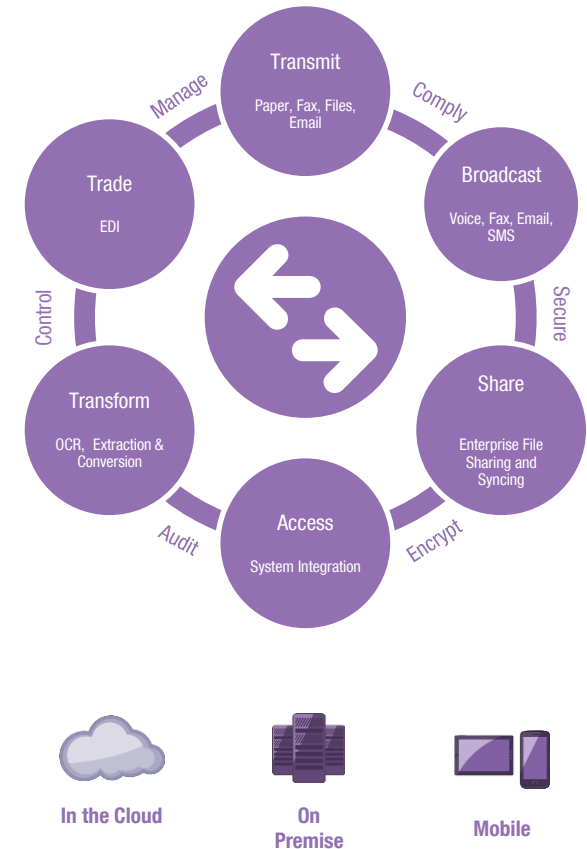 Transmit
Paper, Fax, Files,
Email
Comply
Broadcast
Voice, Fax, Email,
SMS
Secure
Share
Enterprise File
Sharing and
Syncing
Encrypt
Access
System Integration
Audit
Transform
OCR, Extraction &
Conversion
Control
Trade
EDI
Manage
In the Cloud
On
Premise
Mobile